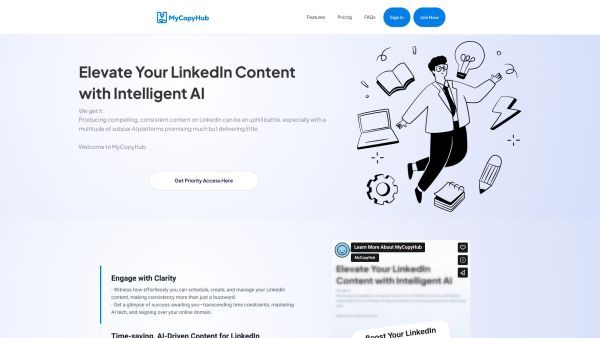 MyCopyHub
Features
Pricing
FAQs
Sign In
Join Now
Elevate Your LinkedIn Content
with Intelligent AI
We get it.
Producing compelling, consistent content on LinkedIn can be an uphill battle, especially with a
multitude of subpar AI platforms promising much but delivering little.
Welcome to MyCopyHub.
Get Priority Access Here
Engage with Clarity
- Witness how effortlessly you can schedule, create, and manage your LinkedIn
content, making consistency more than just a buzzword.
- Get a glimpse of success awaiting you—transcending time constraints, mastering
AI tech, and reigning over your online domain.
Time-saving, AI-Driven Content for LinkedIn
Learn More About MyCopyHub
MyCopyHub
Elevate Your LinkedIn
Content with Intelligent AI
Boost Your LinkedIn